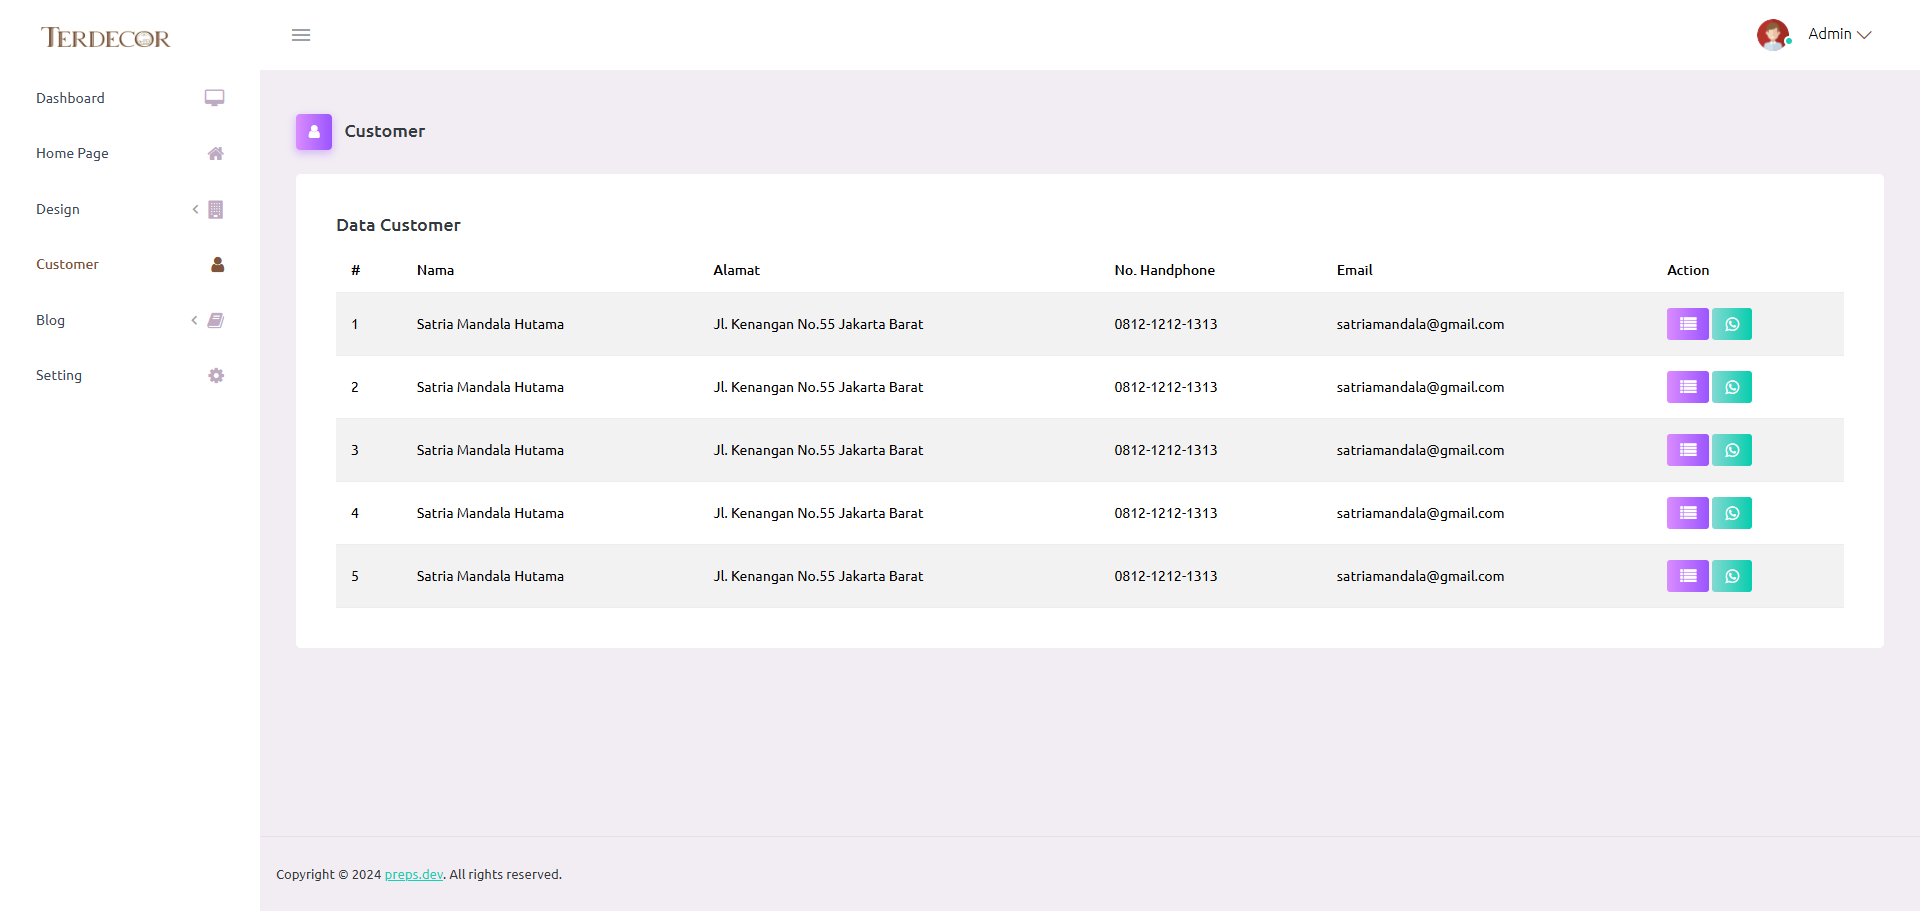 TERDECOR
Admin
Dashboard
Home Page
Design
Customer
Blog
Setting
Customer
Data Customer
# Nama Alamat No. Handphone Email Action
1 Satria Mandala Hutama Jl. Kenangan No.55 Jakarta Barat 0812-1212-1313 satriamandala@gmail.com
2 Satria Mandala Hutama Jl. Kenangan No.55 Jakarta Barat 0812-1212-1313 satriamandala@gmail.com
3 Satria Mandala Hutama Jl. Kenangan No.55 Jakarta Barat 0812-1212-1313 satriamandala@gmail.com
4 Satria Mandala Hutama Jl. Kenangan No.55 Jakarta Barat 0812-1212-1313 satriamandala@gmail.com
5 Satria Mandala Hutama Jl. Kenangan No.55 Jakarta Barat 0812-1212-1313 satriamandala@gmail.com
Copyright © 2024 preps.dev. All rights reserved.